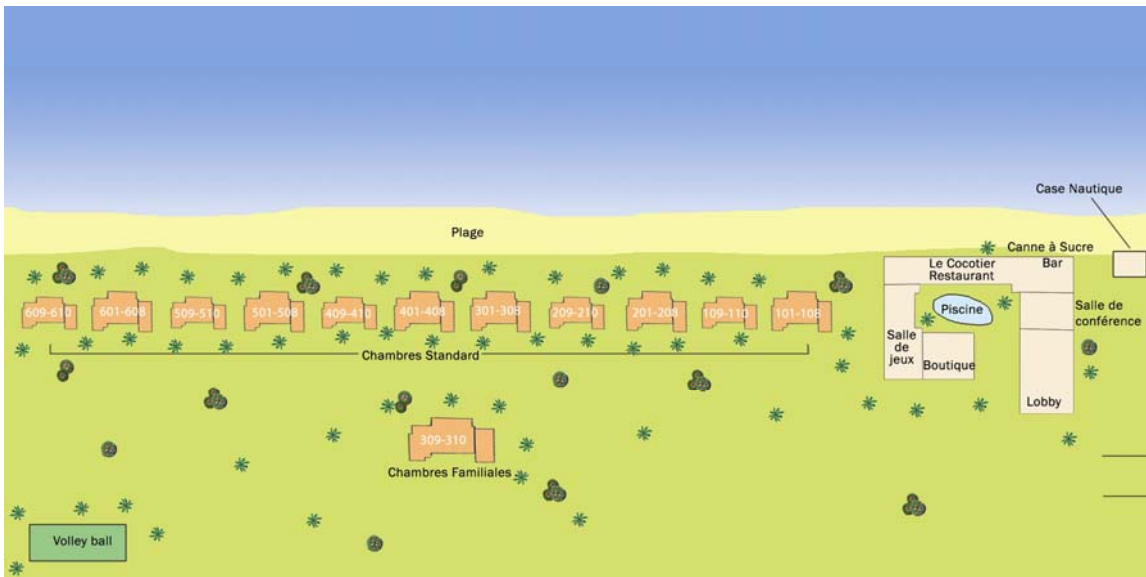 Case Nautique
Plage
Canne à Sucre
Le Cocotier
Restaurant
Bar
609-610
601-608
509-510
501-508
409-410
401-408
301-308
209-210
201-208
109-110
101-108
Piscine
Salle de
conférence
Salle
de
jeux
Boutique
Chambres Standard
Lobby
309-310
Chambres Familiales
Volley ball